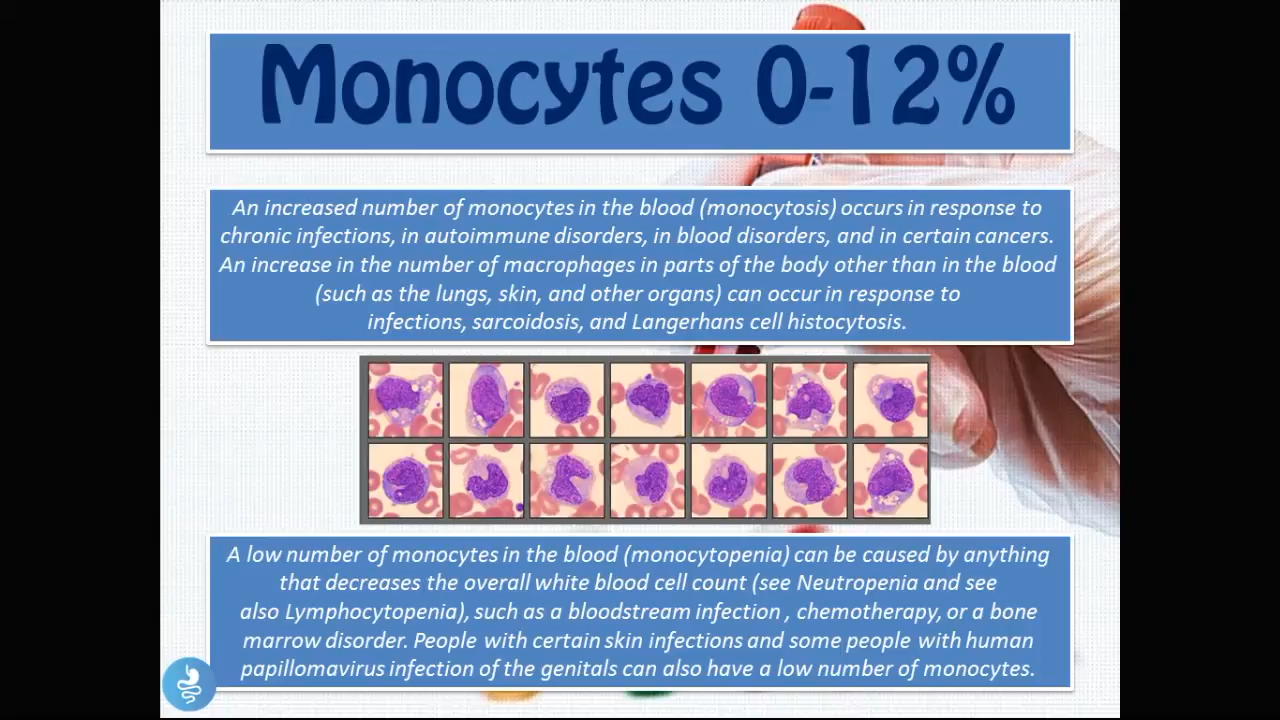 Monocytes 0-12%
An increased number of monocytes in the blood (monocytosis) occurs in response to
chronic infections, in autoimmune disorders, in blood disorders, and in certain cancers.
An increase in the number of macrophages in parts of the body other than in the blood
(such as the lungs, skin, and other organs) can occur in response to
infections, sarcoidosis, and Langerhans cell histocytosis.
A low number of monocytes in the blood (monocytopenia) can be caused by anything
that decreases the overall white blood cell count (see Neutropenia and see
also Lymphocytopenia), such as a bloodstream infection , chemotherapy, or a bone
marrow disorder. People with certain skin infections and some people with human
papillomavirus infection of the genitals can also have a low number of monocytes.